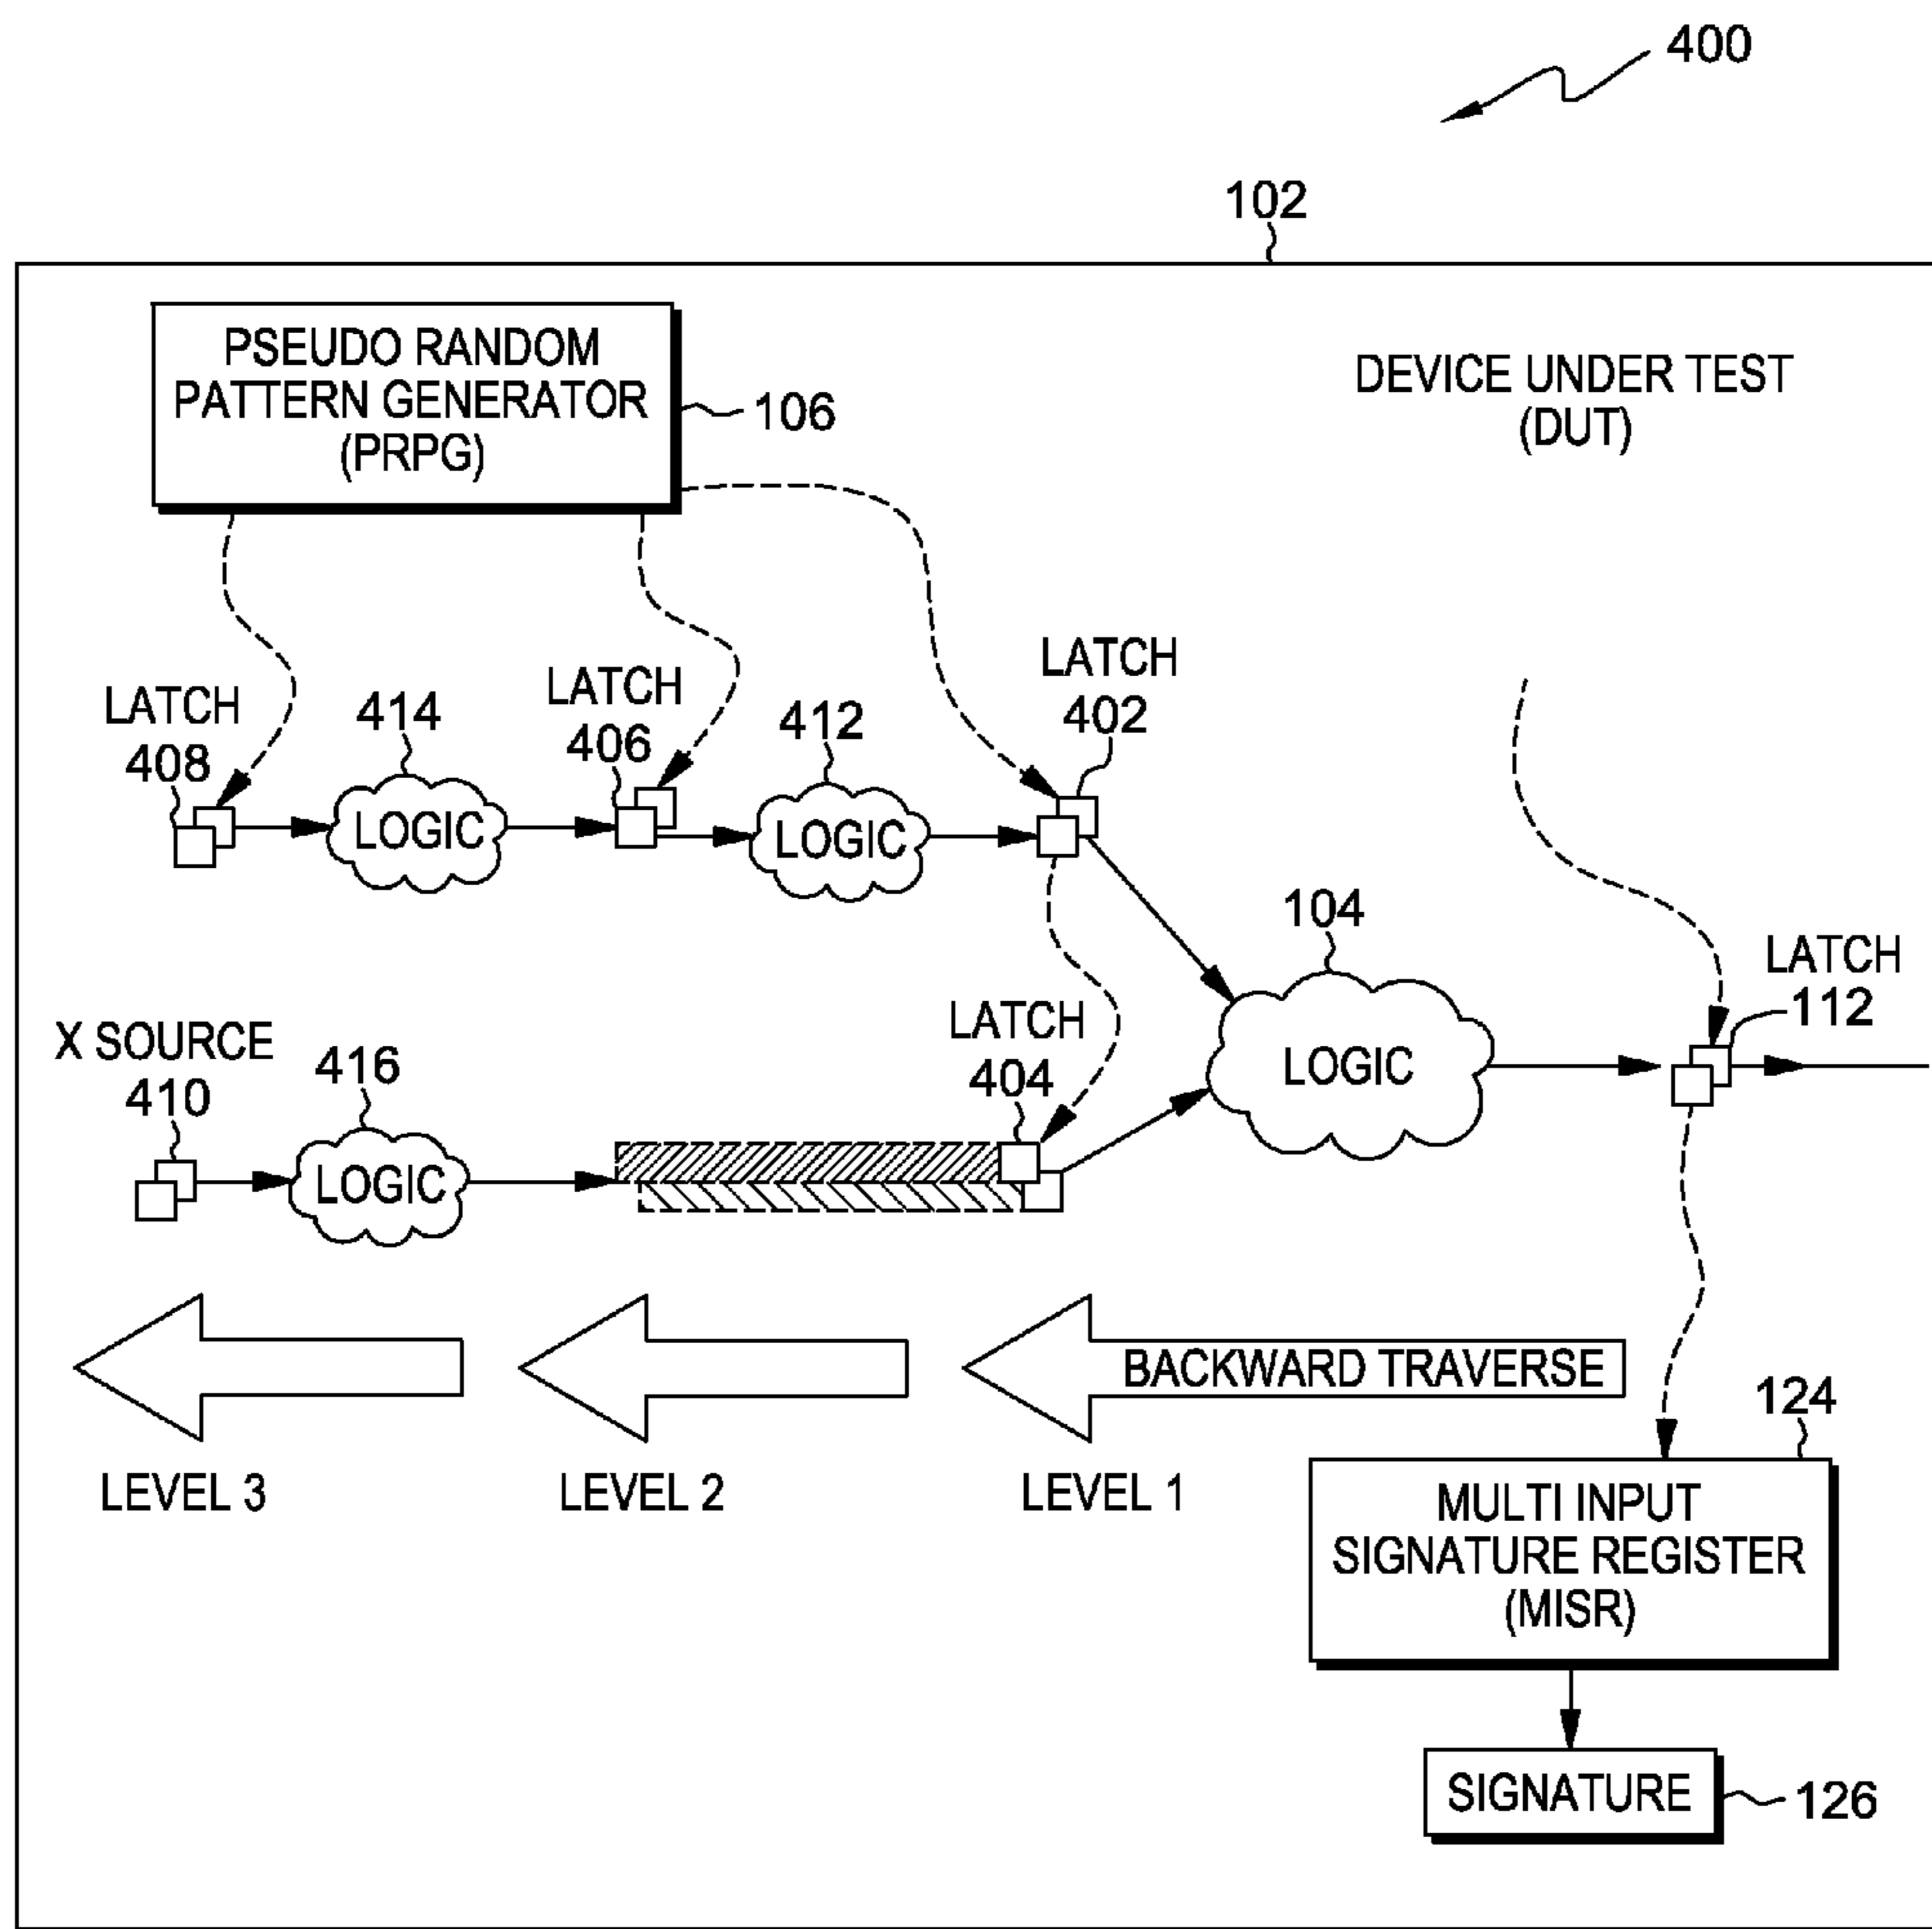 400
102
PSEUDO RANDOM
PATTERN GENERATOR
(PRPG)
106
DEVICE UNDER TEST
(DUT)
LATCH
408
414
LOGIC
LATCH
406
412
LOGIC
LATCH
402
104
LOGIC
LATCH
112
X SOURCE
410
416
LOGIC
LATCH
404
BACKWARD TRAVERSE
LEVEL 3
LEVEL 2
LEVEL 1
124
MULTI INPUT
SIGNATURE REGISTER
(MISR)
SIGNATURE
126